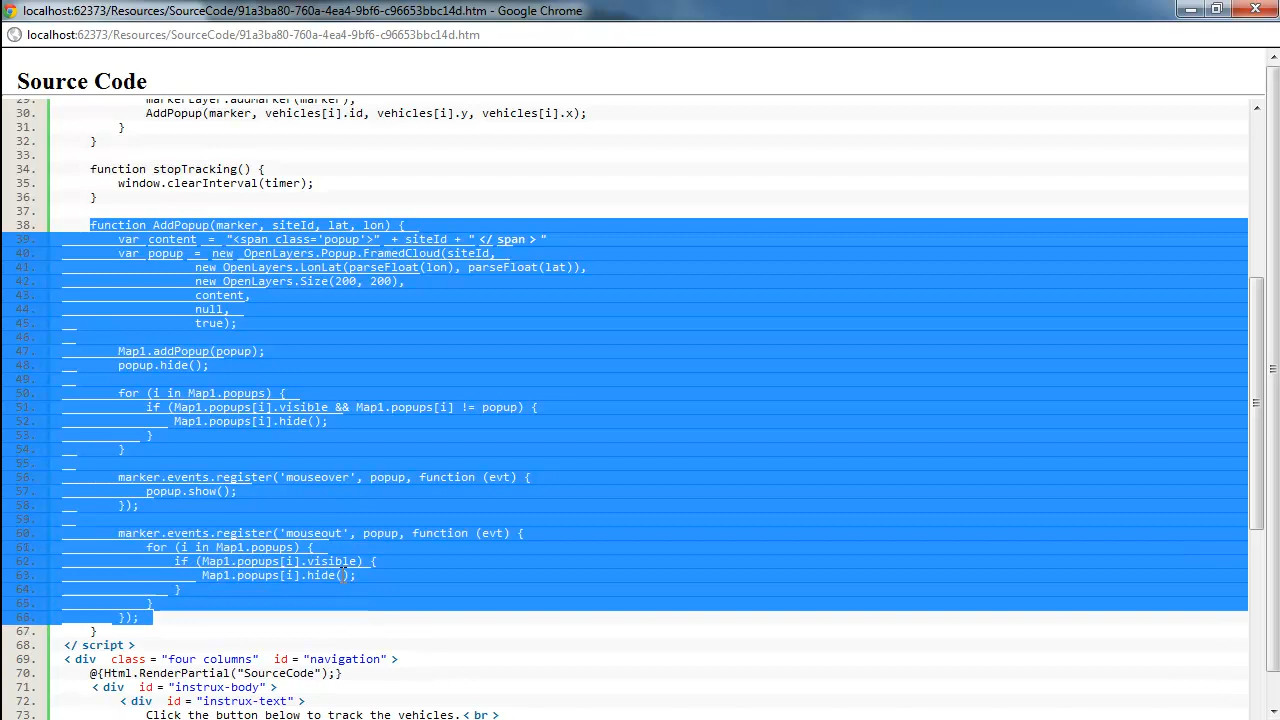 localhost:62373/Resources/SourceCode/91a3ba80-760a-4ea4-9bf6-c96653bbc14d.htm - Google Chrome
localhost:62373/Resources/SourceCode/91a3ba80-760a-4ea4-9bf6-c96653bbc14d.htm
Source Code
29. markerLayer.addMarker(marker);
30. AddPopup(marker, vehicles[i].id, vehicles[i].y, vehicles[i].x);
31. }
32. }
33.
34. function stopTracking() {
35. window.clearInterval(timer);
36. }
37.
38. function AddPopup(marker, siteId, lat, lon) {
39. var content = "<span class='popup'>" + siteId + "</ span > "
40. var popup = new OpenLayers.Popup.FramedCloud(siteId,
41. new OpenLayers.LonLat(parseFloat(lon), parseFloat(lat)),
42. new OpenLayers.Size(200, 200),
43. content,
44. null,
45. true);
46.
47. Map1.addPopup(popup);
48. popup.hide();
49.
50. for (i in Map1.popups) {
51. if (Map1.popups[i].visible && Map1.popups[i] != popup) {
52. Map1.popups[i].hide();
53. }
54. }
55.
56. marker.events.register('mouseover', popup, function (evt) {
57. popup.show();
58. });
59.
60. marker.events.register('mouseout', popup, function (evt) {
61. for (i in Map1.popups) {
62. if (Map1.popups[i].visible) {
63. Map1.popups[i].hide();
64. }
65. }
66. });
67. }
68. </ script >
69. < div class = "four columns" id = "navigation" >
70. @{Html.RenderPartial("SourceCode");}
71. < div id = "instrux-body" >
72. < div id = "instrux-text" >
73. Click the button below to track the vehicles.< br >